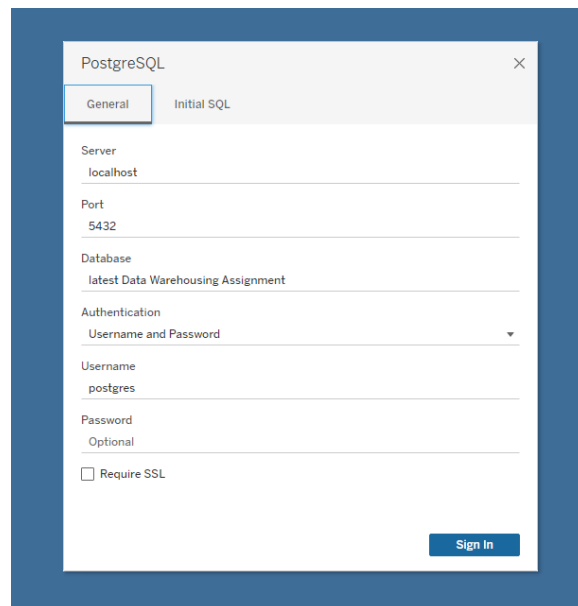 PostgreSQL
General Initial SQL
Server
localhost
Port
5432
Database
latest Data Warehousing Assignment
Authentication
Username and Password
Username
postgres
Password
Optional
Require SSL
Sign In